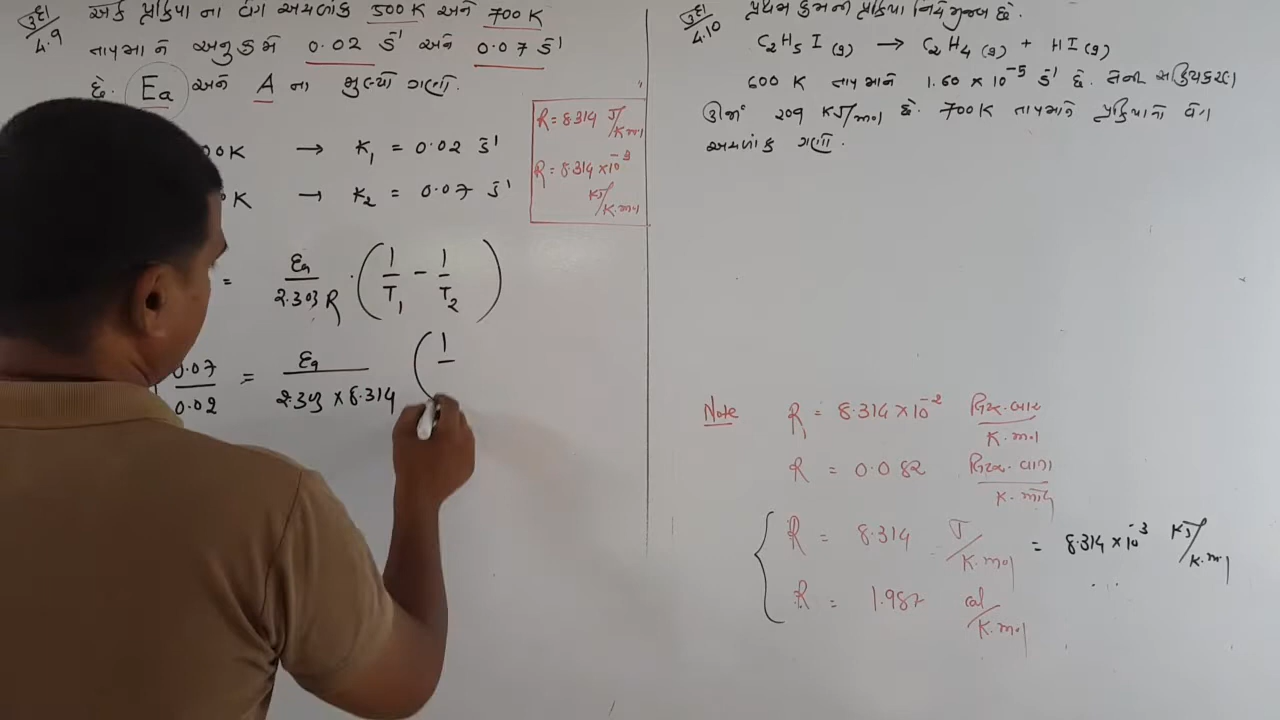 ઉદા 4.9 એક પ્રક્રિયા ના વેગ અચળાંક 500 K અને 700 K
તાપમાને અનુક્રમે 0.02 s⁻¹ અને 0.07 s⁻¹
છે. Ea અને A ના મુલ્યો ગણો.
00K → K₁ = 0.02 s⁻¹
0K → K₂ = 0.07 s⁻¹
R = 8.314 J/K.mol
R = 8.314 × 10⁻³ KJ/K.mol
= Ea/2.303 R · (1/T₁ - 1/T₂)
0.07/0.02 = Ea/2.303 × 8.314 (1/
ઉદા 4.10 પ્રથમ ક્રમની પ્રક્રિયા નિચે મુજબ છે.
C₂H₅ I (g) → C₂H₄ (g) + HI (g)
600 K તાપમાને 1.60 × 10⁻⁵ s⁻¹ છે. તેની સક્રિયકરણ
ઊર્જા 209 KJ/mol છે. 700 K તાપમાને પ્રક્રિયાનો વેગ
અચળાંક ગણો.
Note R = 8.314 × 10⁻² લિટર.બાર/K.mol
R = 0.082 K.મોલ
R = 8.314 J/K.mol = 8.314 × 10⁻³ KJ/K.mol
R = 1.987 cal/K.mol